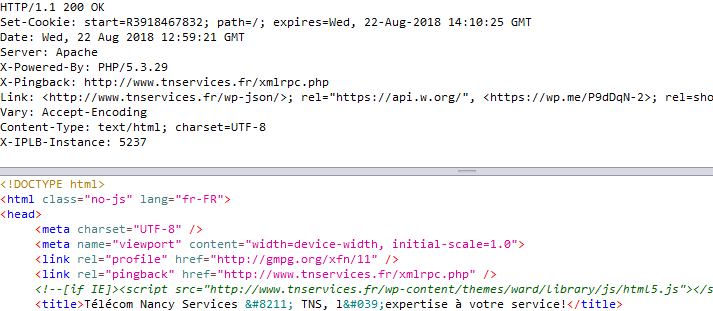 HTTP/1.1 200 OK
Set-Cookie: start=R3918467832; path=/; expires=Wed, 22-Aug-2018 14:10:25 GMT
Date: Wed, 22 Aug 2018 12:59:21 GMT
Server: Apache
X-Powered-By: PHP/5.3.29
X-Pingback: http://www.tnservices.fr/xmlrpc.php
Link: <http://www.tnservices.fr/wp-json/>; rel="https://api.w.org/", <https://wp.me/P9dDqN-2>; rel=sho
Vary: Accept-Encoding
Content-Type: text/html; charset=UTF-8
X-IPLB-Instance: 5237
<!DOCTYPE html>
<html class="no-js" lang="fr-FR">
<head>
<meta charset="UTF-8" />
<meta name="viewport" content="width=device-width, initial-scale=1.0">
<link rel="profile" href="http://gmpg.org/xfn/11" />
<link rel="pingback" href="http://www.tnservices.fr/xmlrpc.php" />
<!--[if IE]><script src="http://www.tnservices.fr/wp-content/themes/ward/library/js/html5.js"></s
<title>Télécom Nancy Services &#8211; TNS, l&#039;expertise à votre service!</title>